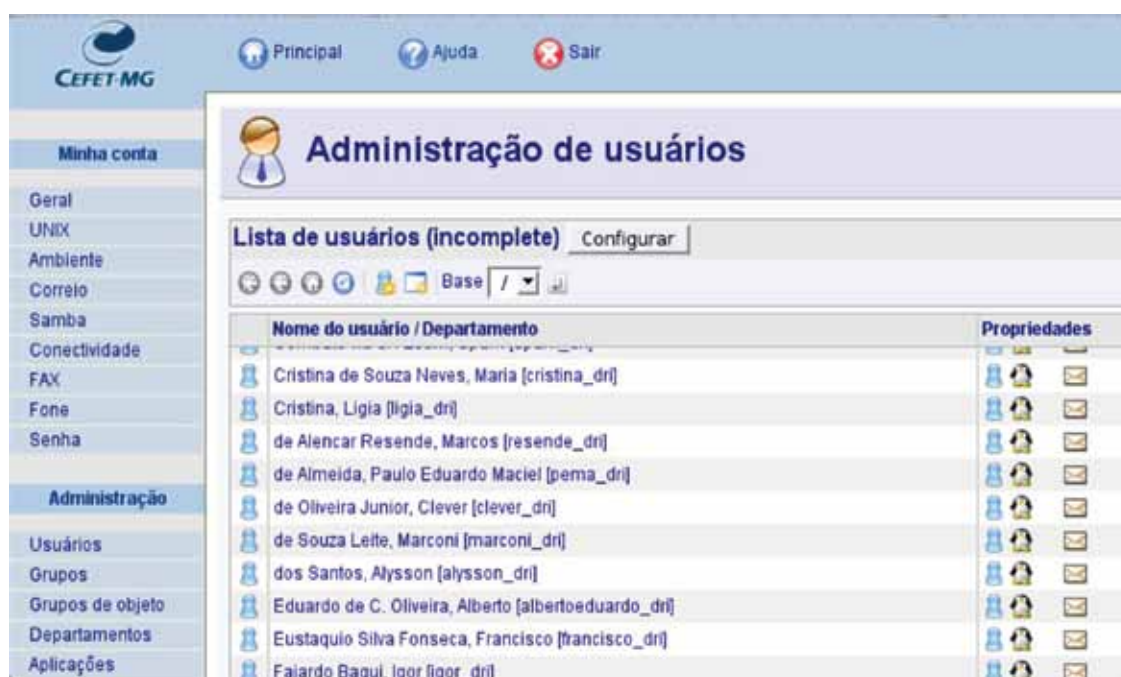 CEFET-MG
Principal
Ajuda
Sair
Minha conta
Geral
UNIX
Ambiente
Correio
Samba
Conectividade
FAX
Fone
Senha
Administração
Usuários
Grupos
Grupos de objeto
Departamentos
Aplicações
Administração de usuários
Lista de usuários (incomplete) Configurar
Base /
Nome do usuário / Departamento Propriedades
Cristina de Souza Neves, Maria [cristina_dri]
Cristina, Ligia [ligia_dri]
de Alencar Resende, Marcos [resende_dri]
de Almeida, Paulo Eduardo Maciel [pema_dri]
de Oliveira Junior, Clever [clever_dri]
de Souza Leite, Marconi [marconi_dri]
dos Santos, Alysson [alysson_dri]
Eduardo de C. Oliveira, Alberto [albertoeduardo_dri]
Eustaquio Silva Fonseca, Francisco [francisco_dri]
Fajardo Baqui, Igor [igor_dri]